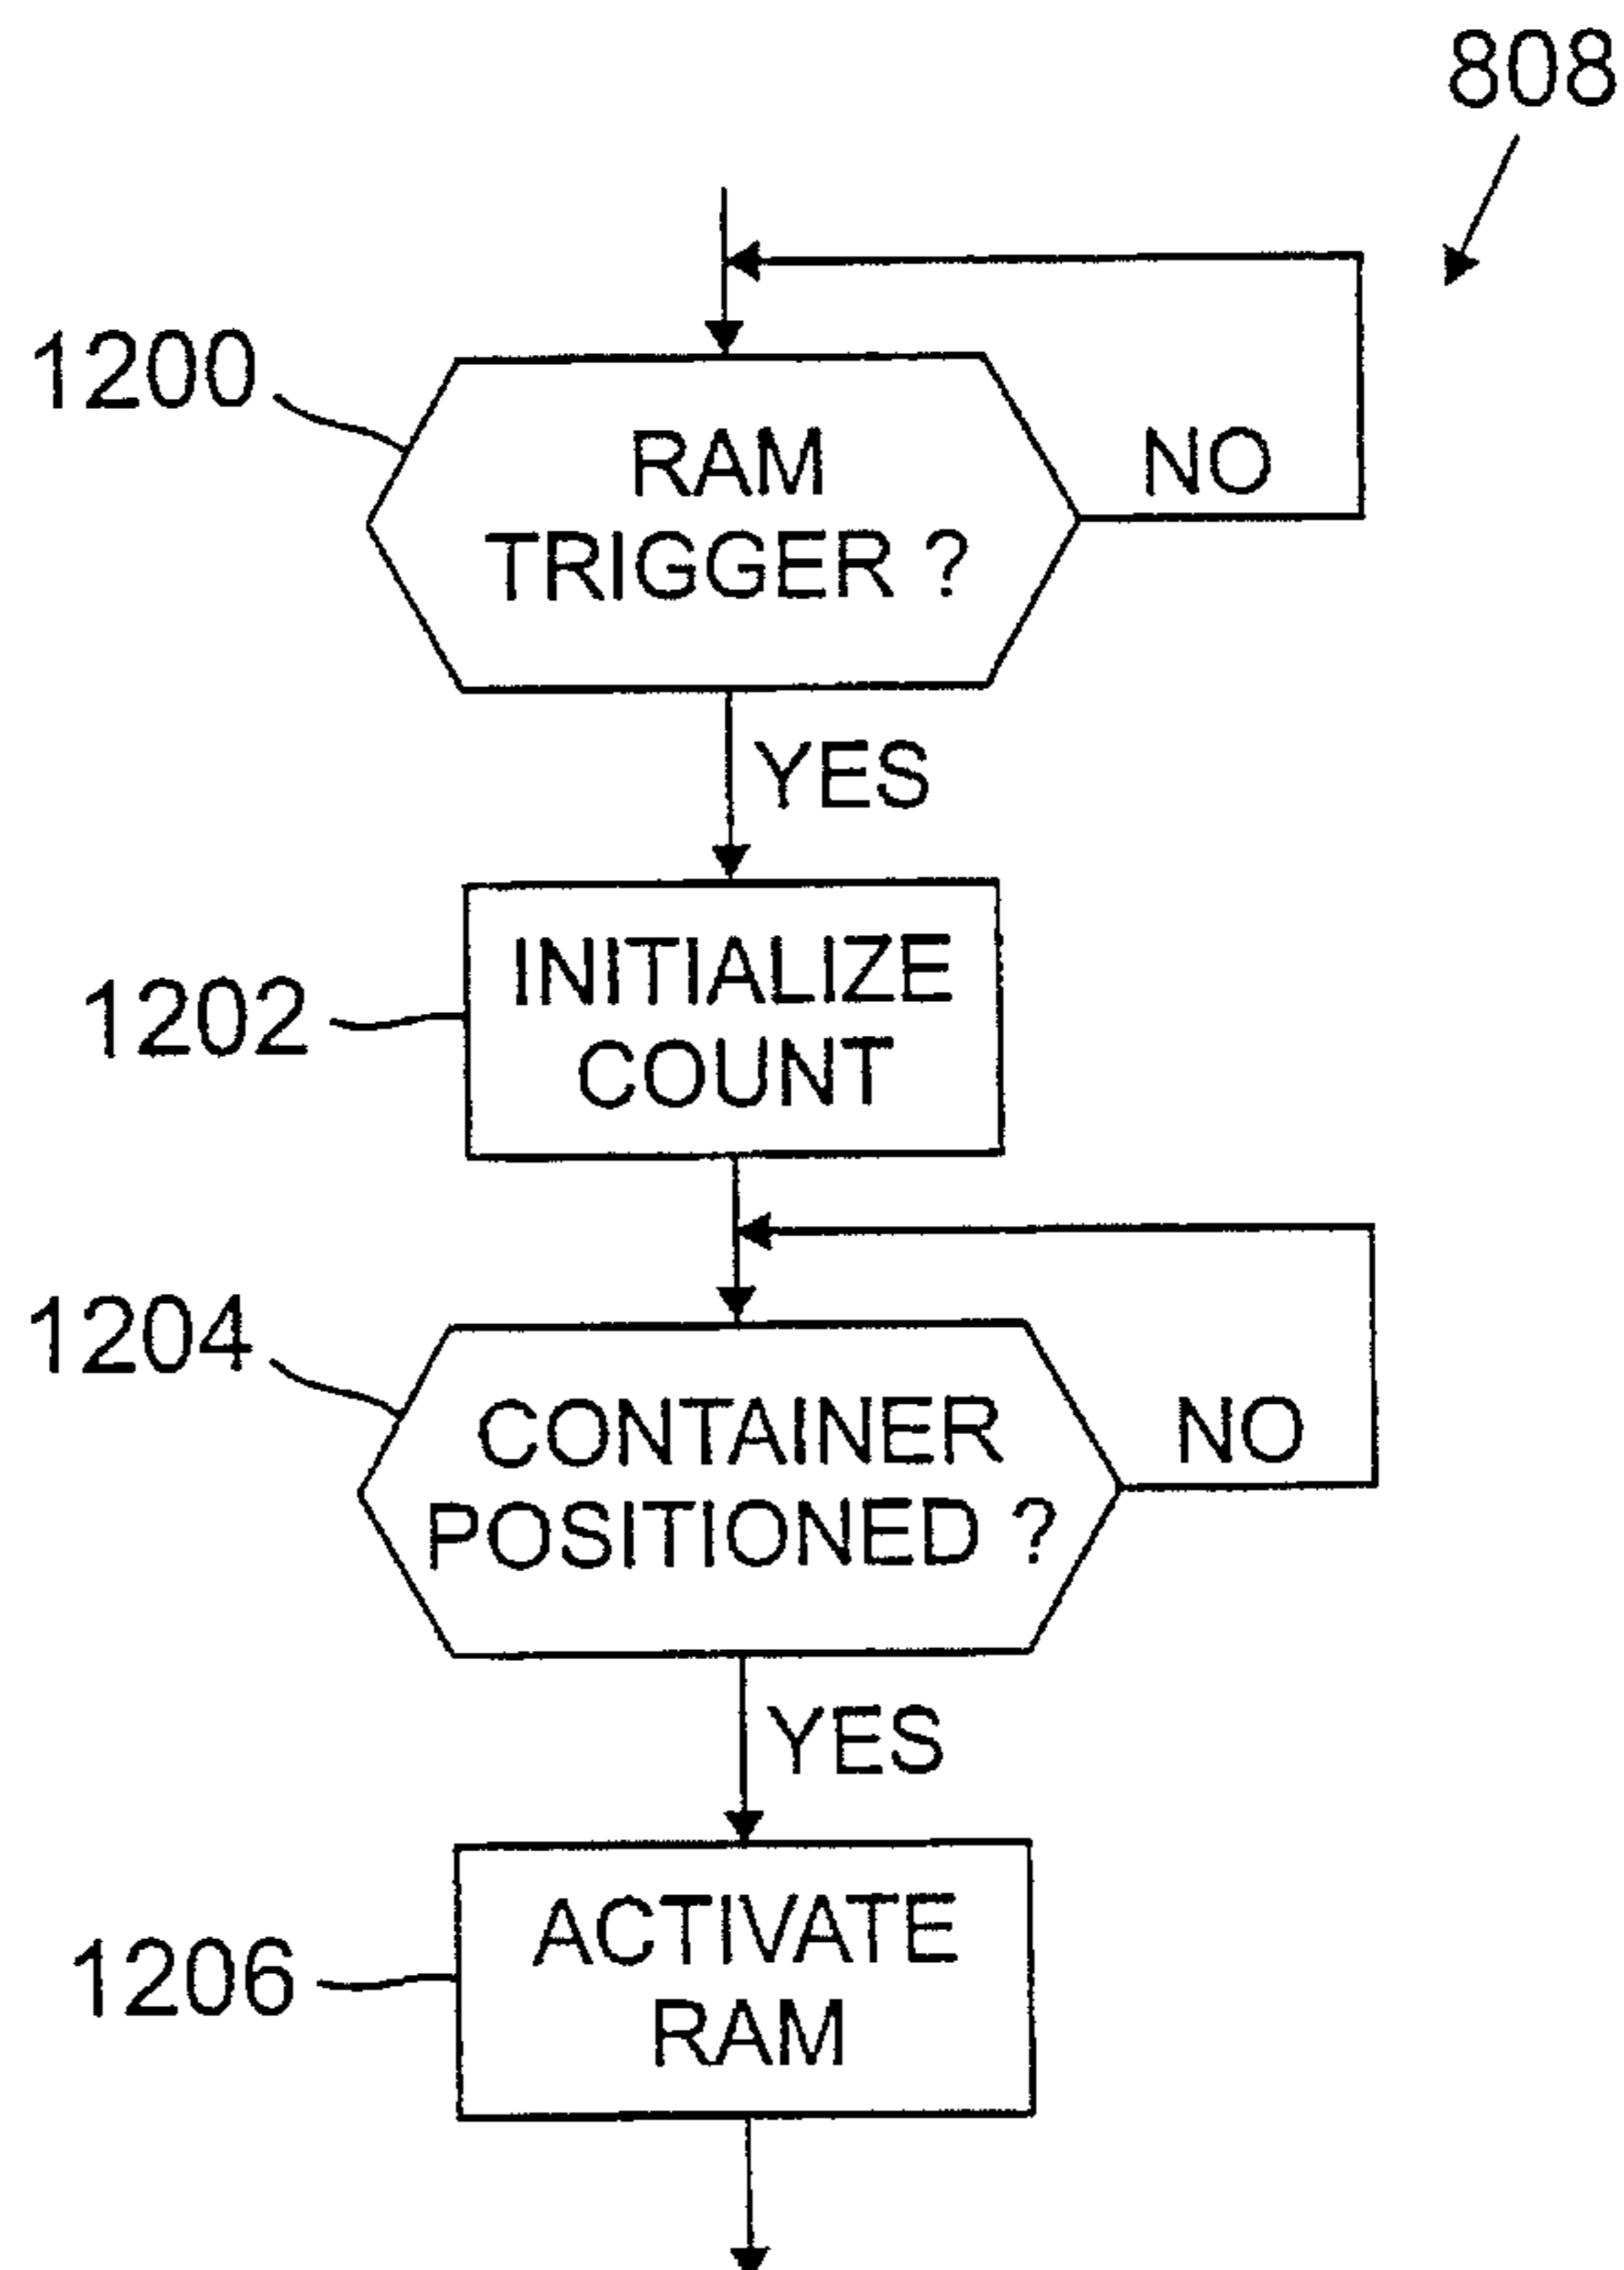 808
1200
RAM
TRIGGER ?
NO
YES
1202
INITIALIZE
COUNT
1204
CONTAINER
POSITIONED ?
NO
YES
1206
ACTIVATE
RAM